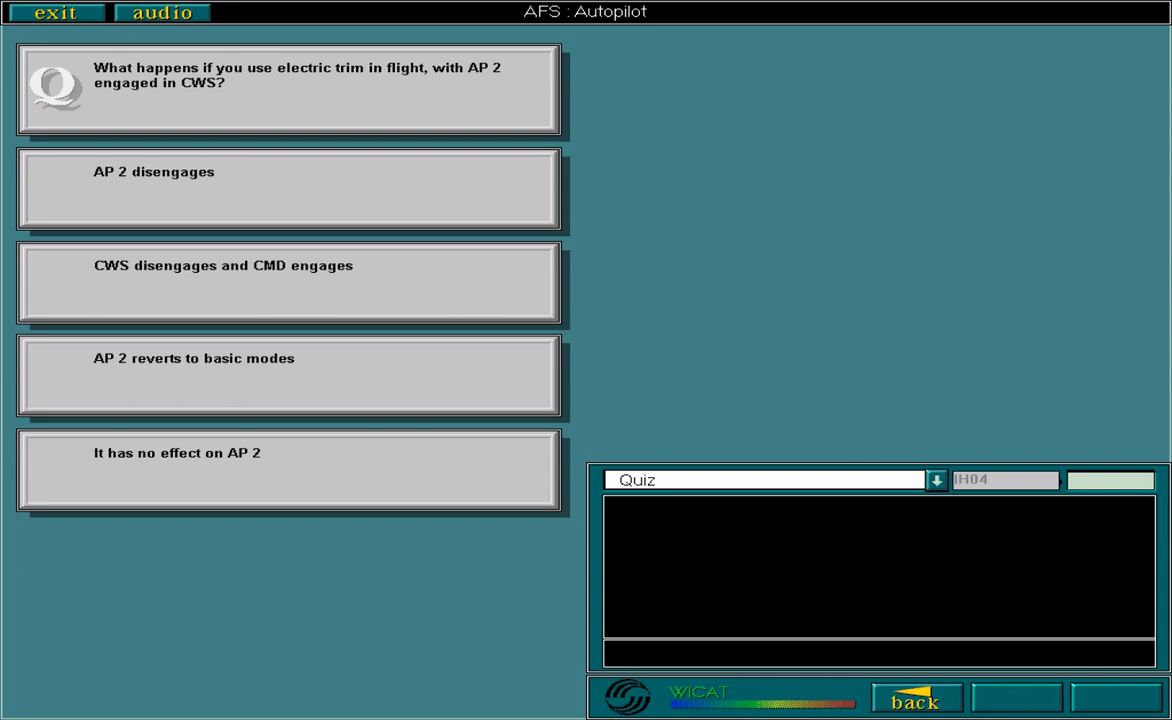 exit
audio
AFS : Autopilot
Q
What happens if you use electric trim in flight, with AP 2
engaged in CWS?
AP 2 disengages
CWS disengages and CMD engages
AP 2 reverts to basic modes
It has no effect on AP 2
Quiz
IH04
WICAT
back